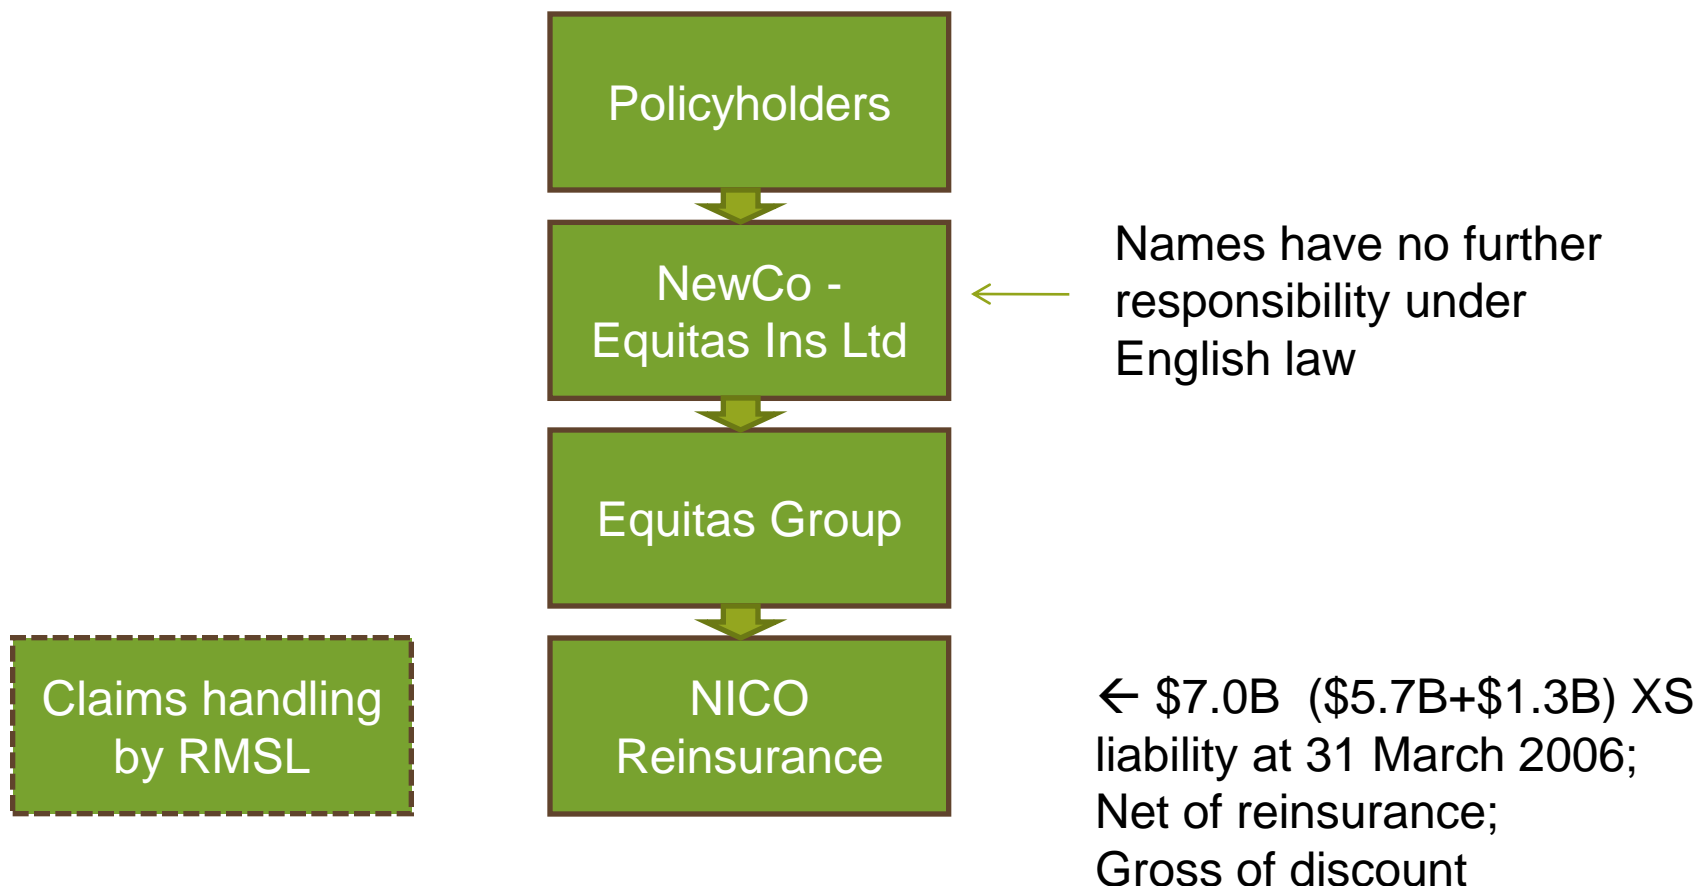 Policyholders
NewCo -
Equitas Ins Ltd
Names have no further
responsibility under
English law
Equitas Group
Claims handling
by RMSL
NICO
Reinsurance
← $7.0B ($5.7B+$1.3B) XS
liability at 31 March 2006;
Net of reinsurance;
Gross of discount